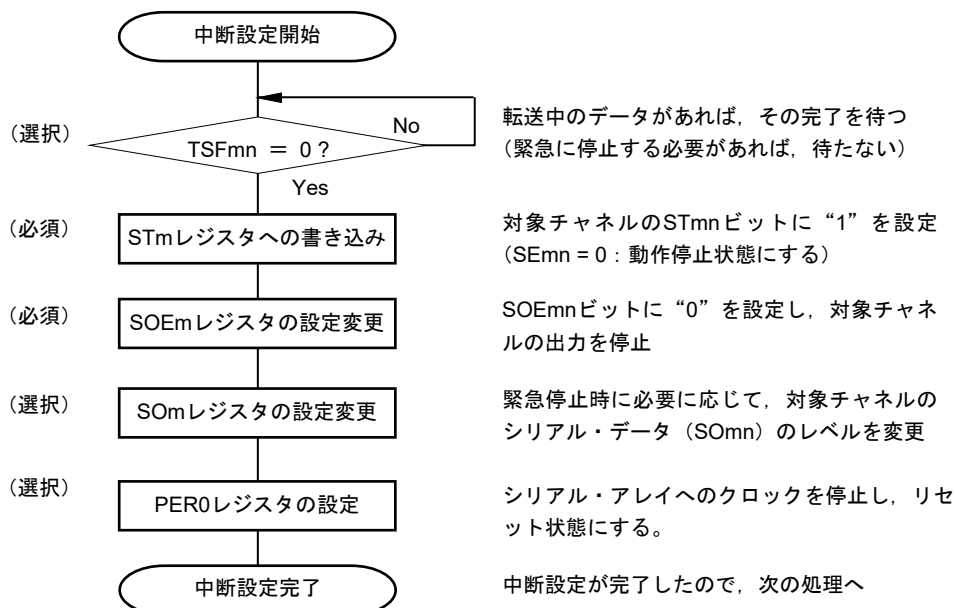 中断設定開始
（選択）
TSFmn ＝ 0？
No
Yes
転送中のデータがあれば，その完了を待つ
（緊急に停止する必要があれば，待たない）
（必須）
STmレジスタへの書き込み
対象チャネルのSTmnビットに“1”を設定
（SEmn = 0：動作停止状態にする）
（必須）
SOEmレジスタの設定変更
SOEmnビットに“0”を設定し，対象チャネ
ルの出力を停止
（選択）
SOmレジスタの設定変更
緊急停止時に必要に応じて，対象チャネルの
シリアル・データ（SOmn）のレベルを変更
（選択）
PER0レジスタの設定
シリアル・アレイへのクロックを停止し，リセ
ット状態にする。
中断設定完了
中断設定が完了したので，次の処理へ